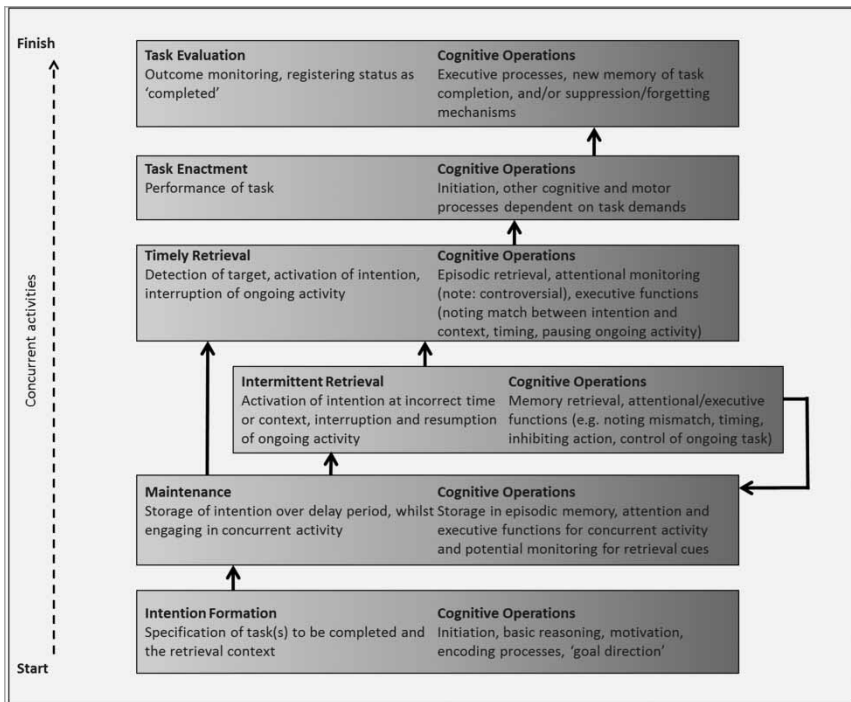 Finish
Task Evaluation
Outcome monitoring, registering status as
‘completed’
Cognitive Operations
Executive processes, new memory of task
completion, and/or suppression/forgetting
mechanisms
Task Enactment
Performance of task
Cognitive Operations
Initiation, other cognitive and motor
processes dependent on task demands
Timely Retrieval
Detection of target, activation of intention,
interruption of ongoing activity
Cognitive Operations
Episodic retrieval, attentional monitoring
(note: controversial), executive functions
(noting match between intention and
context, timing, pausing ongoing activity)
Concurrent activities
Intermittent Retrieval
Activation of intention at incorrect time
or context, interruption and resumption
of ongoing activity
Cognitive Operations
Memory retrieval, attentional/executive
functions (e.g. noting mismatch, timing,
inhibiting action, control of ongoing task)
Maintenance
Storage of intention over delay period, whilst
engaging in concurrent activity
Cognitive Operations
Storage in episodic memory, attention and
executive functions for concurrent activity
and potential monitoring for retrieval cues
Intention Formation
Specification of task(s) to be completed and
the retrieval context
Cognitive Operations
Initiation, basic reasoning, motivation,
encoding processes, ‘goal direction’
Start